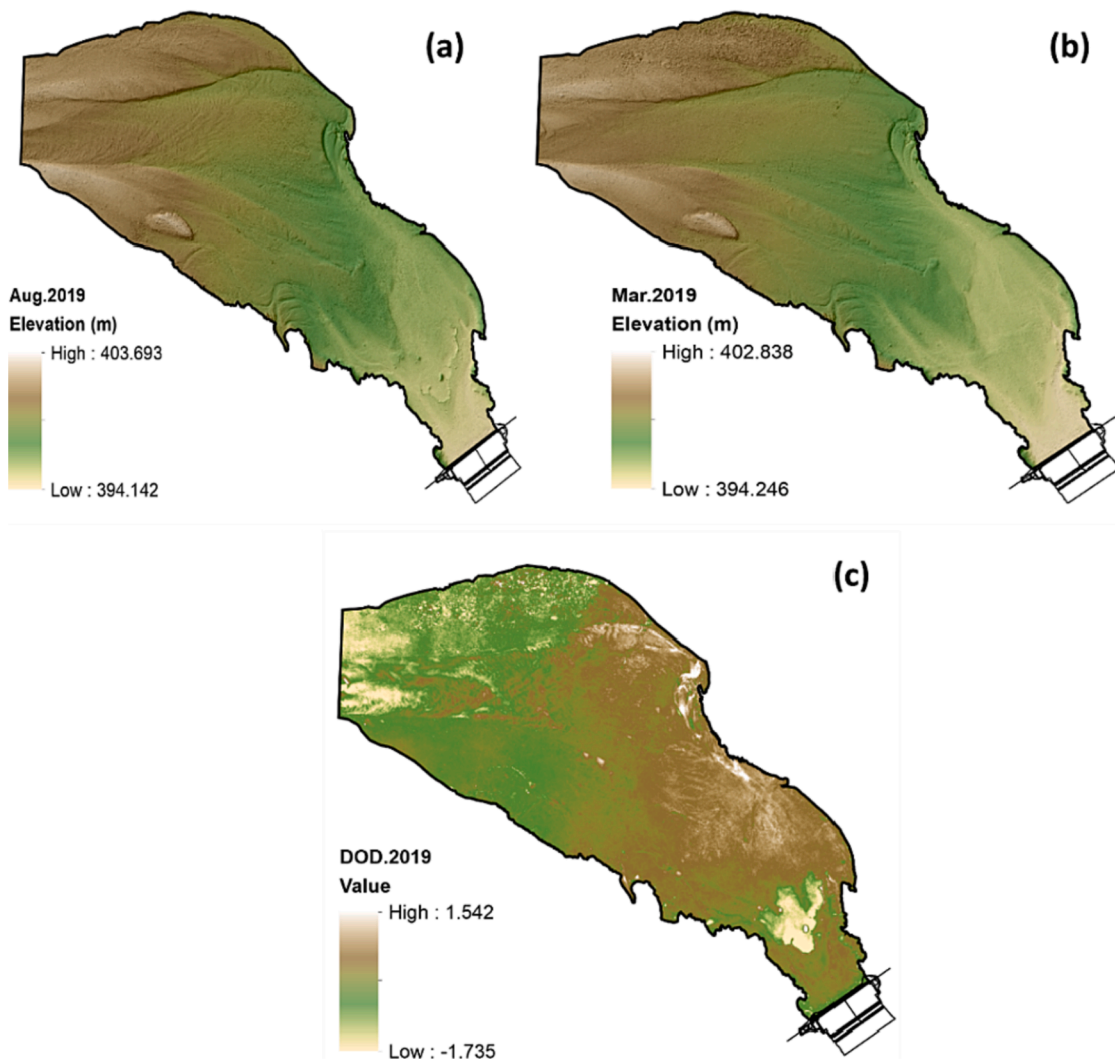 (a)
(b)
Aug.2019
Elevation (m)
High : 403.693
Low : 394.142
Mar.2019
Elevation (m)
High : 402.838
Low : 394.246
(c)
DOD.2019
Value
High : 1.542
Low : -1.735